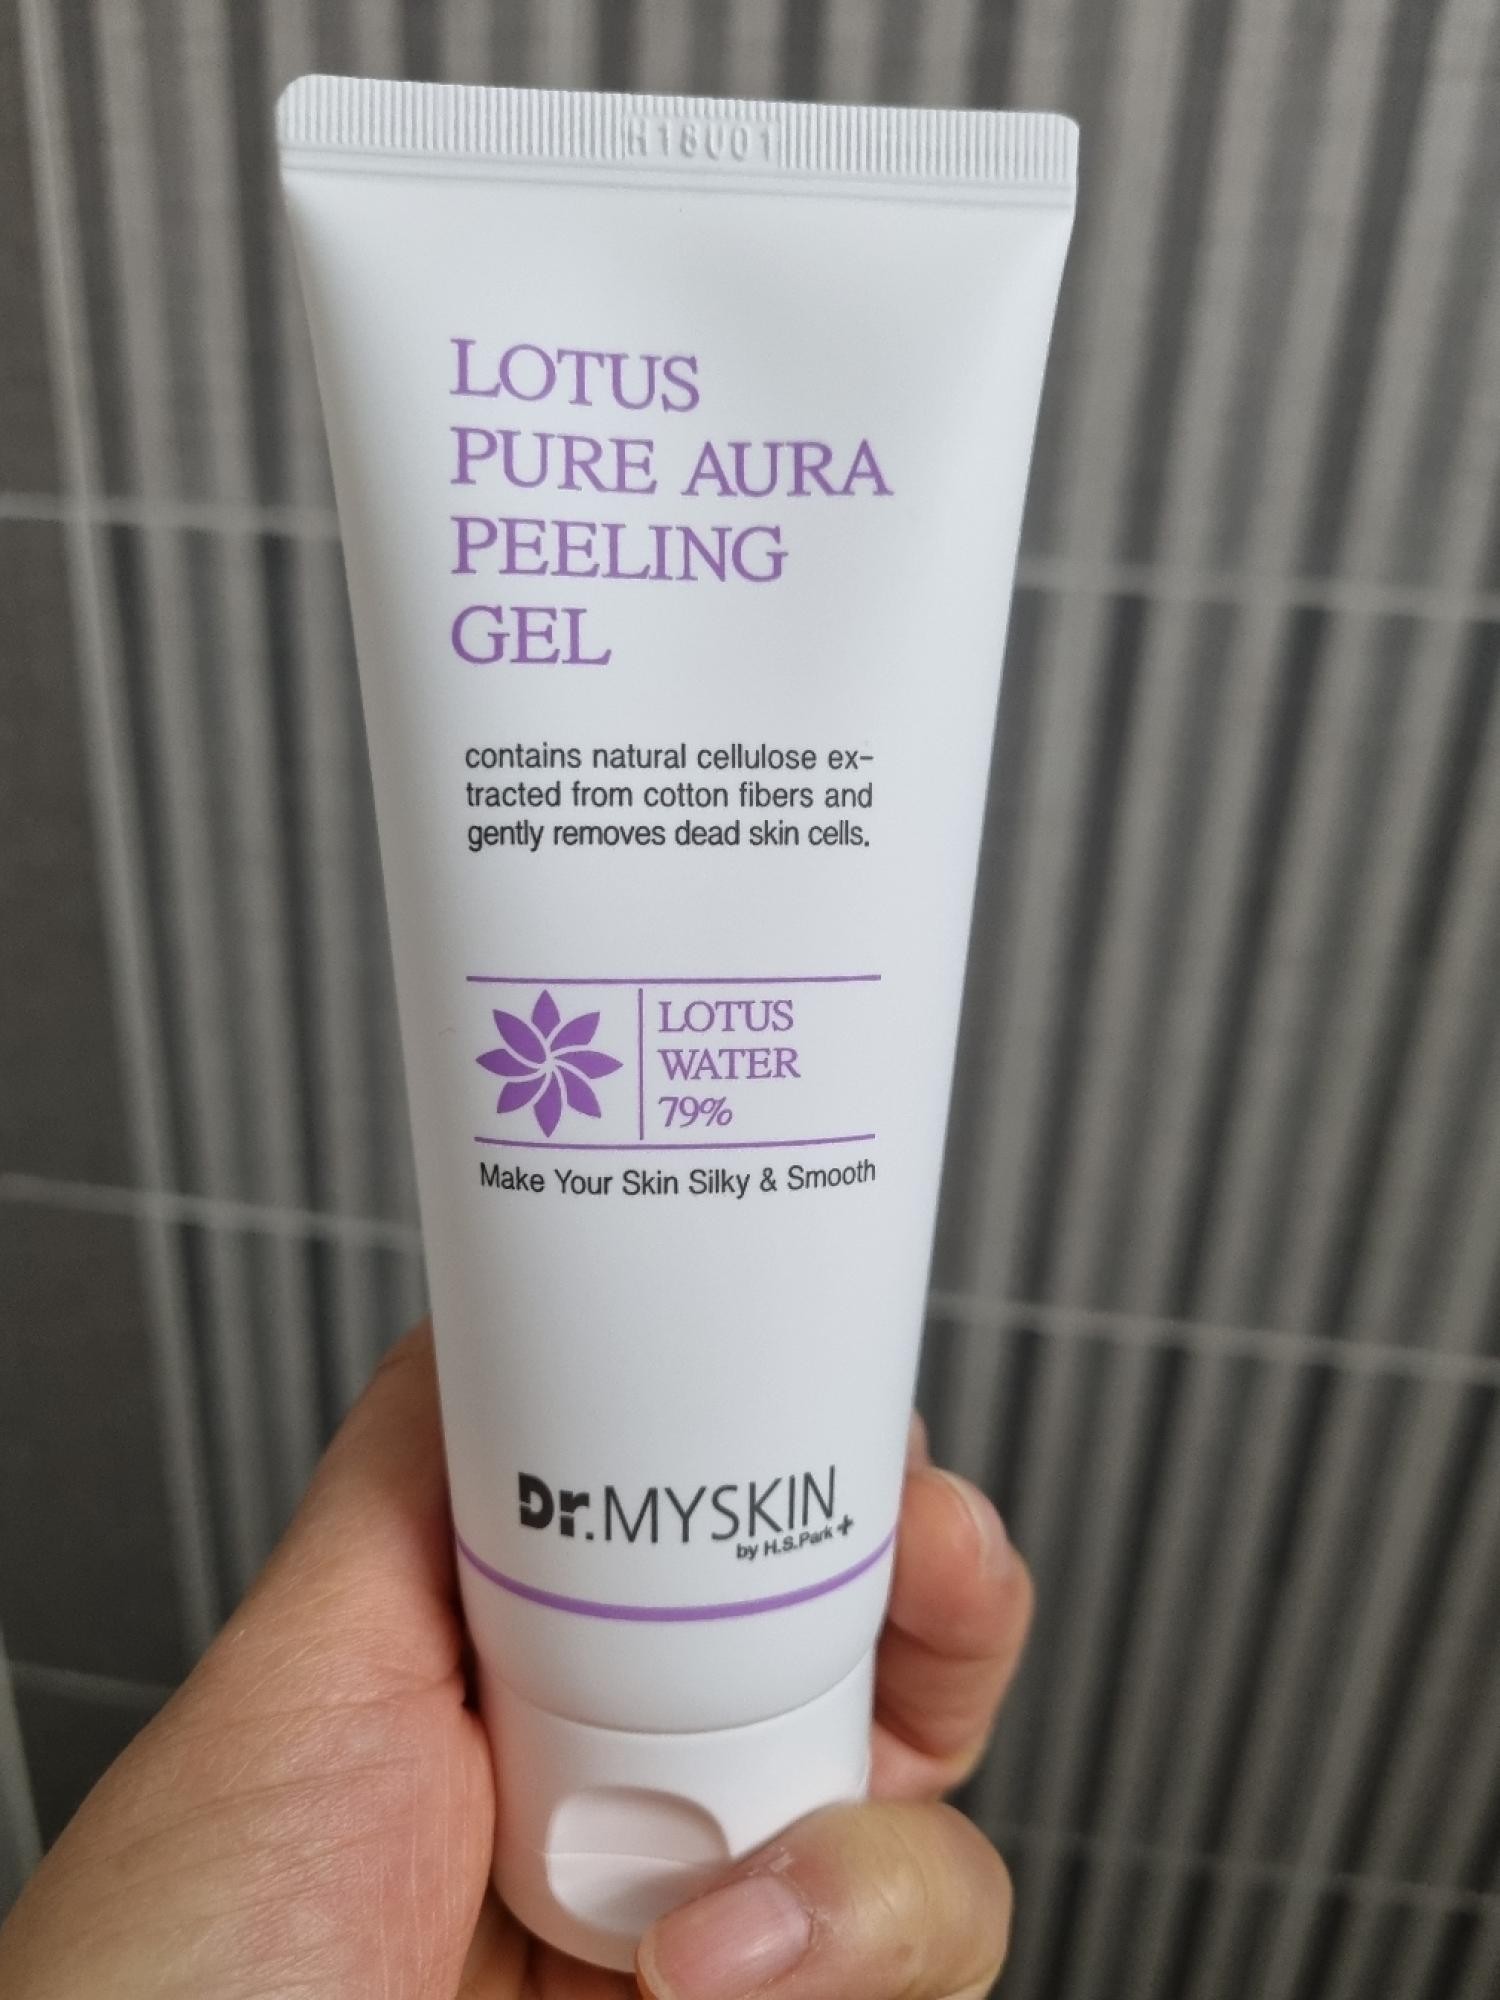 H18001
LOTUS
PURE AURA
PEELING
GEL
contains natural cellulose ex-
tracted from cotton fibers and
gently removes dead skin cells.
LOTUS
WATER
79%
Make Your Skin Silky & Smooth
Dr.MYSKIN
by H.S.Park +